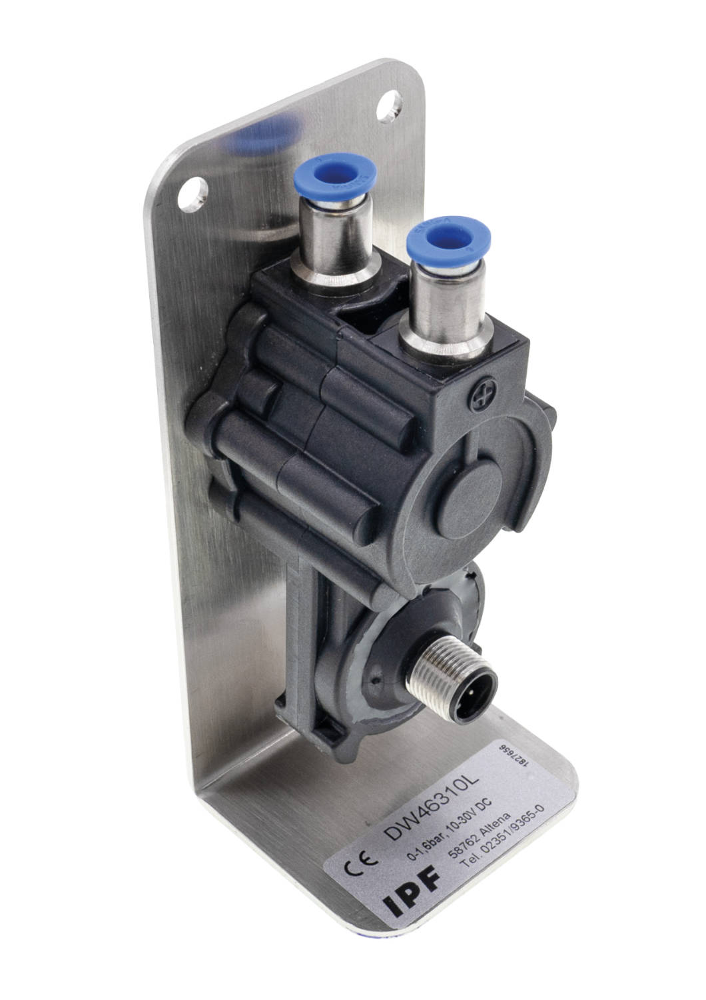 DW46310L
1827656
CE 0-1,6bar, 10-30V DC
58762 Altena
IPF Tel. 02351/9365-0